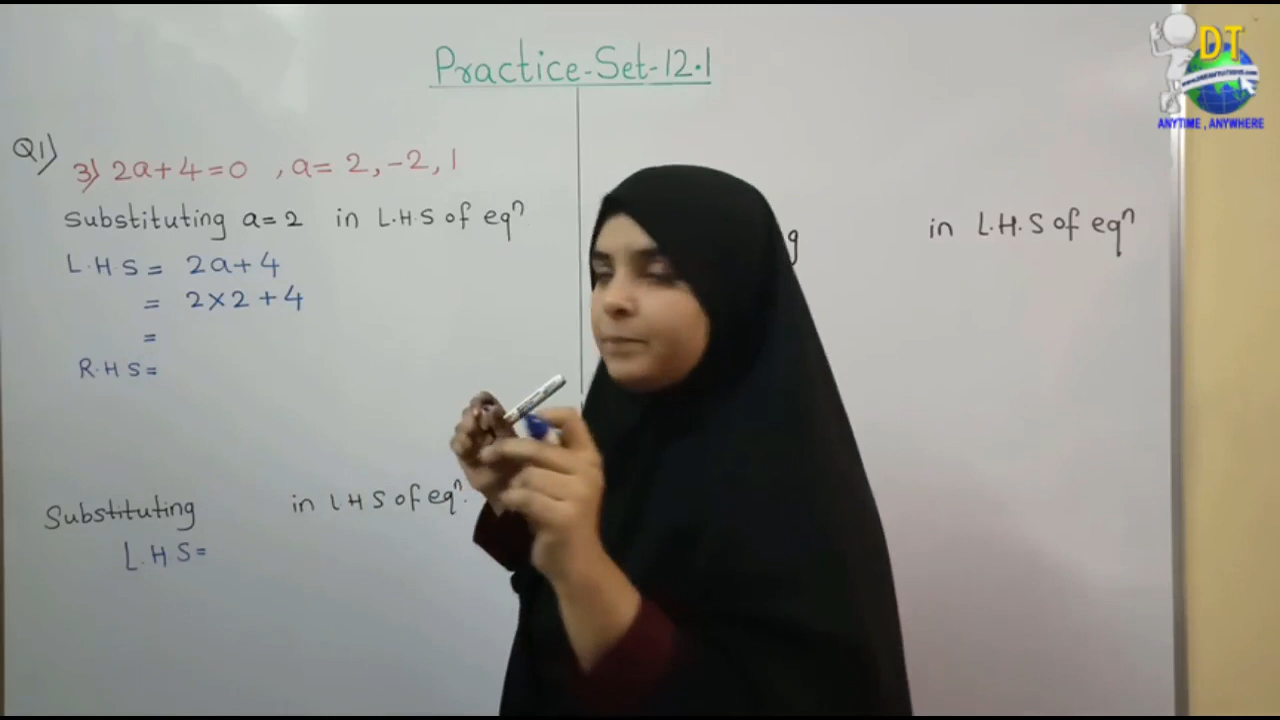 Practice-Set-12.1
Q1)
3) 2a+4=0 , a= 2, -2, 1
Substituting a=2 in L.H.S of eqⁿ
L.H.S = 2a+4
= 2×2+4
=
R.H.S=
Substituting in LHS of eqⁿ.
L.H S=
g in L.H.S of eqⁿ
DT
ANYTIME , ANYWHERE